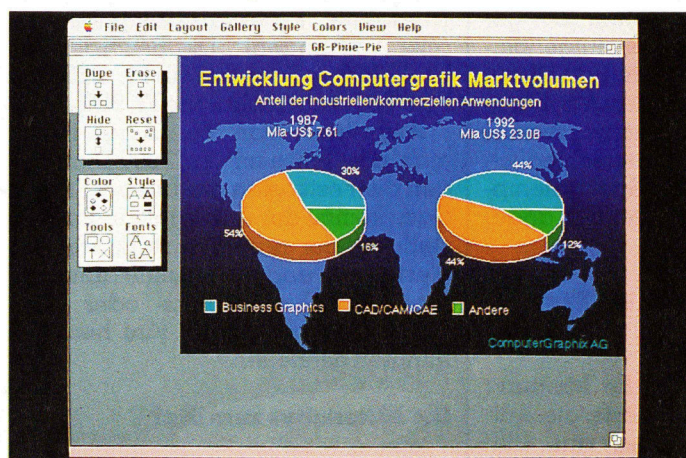 File Edit Layout Gallery Style Colors View Help
GR-Pixie-Pie
Dupe Erase
Hide Reset
Color Style
Tools Fonts
Entwicklung Computergrafik Marktvolumen
Anteil der industriellen/kommerziellen Anwendungen
1987 1992
Mia US$ 7.61 Mia US$ 23.08
30% 44%
54% 16% 44% 12%
Business Graphics CAD/CAM/CAE Andere
ComputerGraphix AG